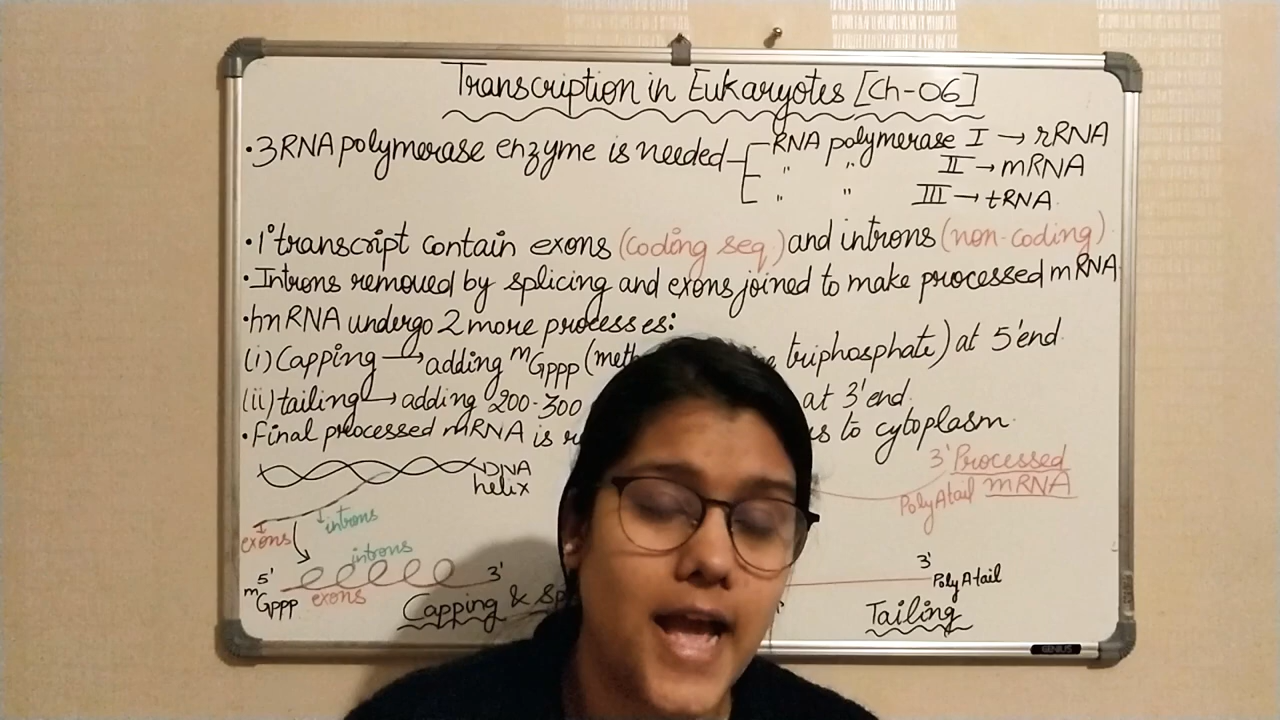 Transcription in Eukaryotes [Ch-06]
•3RNA polymerase enzyme is needed RNA polymerase I → rRNA
" " II → mRNA
" " III → tRNA
•1° transcript contain exons (coding seq.) and introns (non-coding).
•Introns removed by splicing and exons joined to make processed mRNA
•hnRNA undergo 2 more processes:
(i) Capping → adding mGppp (triphosphate) at 5' end.
(ii) tailing → adding 200-300 at 3' end.
•Final processed mRNA is to cytoplasm.
DNA helix
3' Processed mRNA
Poly A tail
exons
introns
introns
5' 3'
mGppp exons
Capping &
3' Poly A tail
Tailing
GENIUS